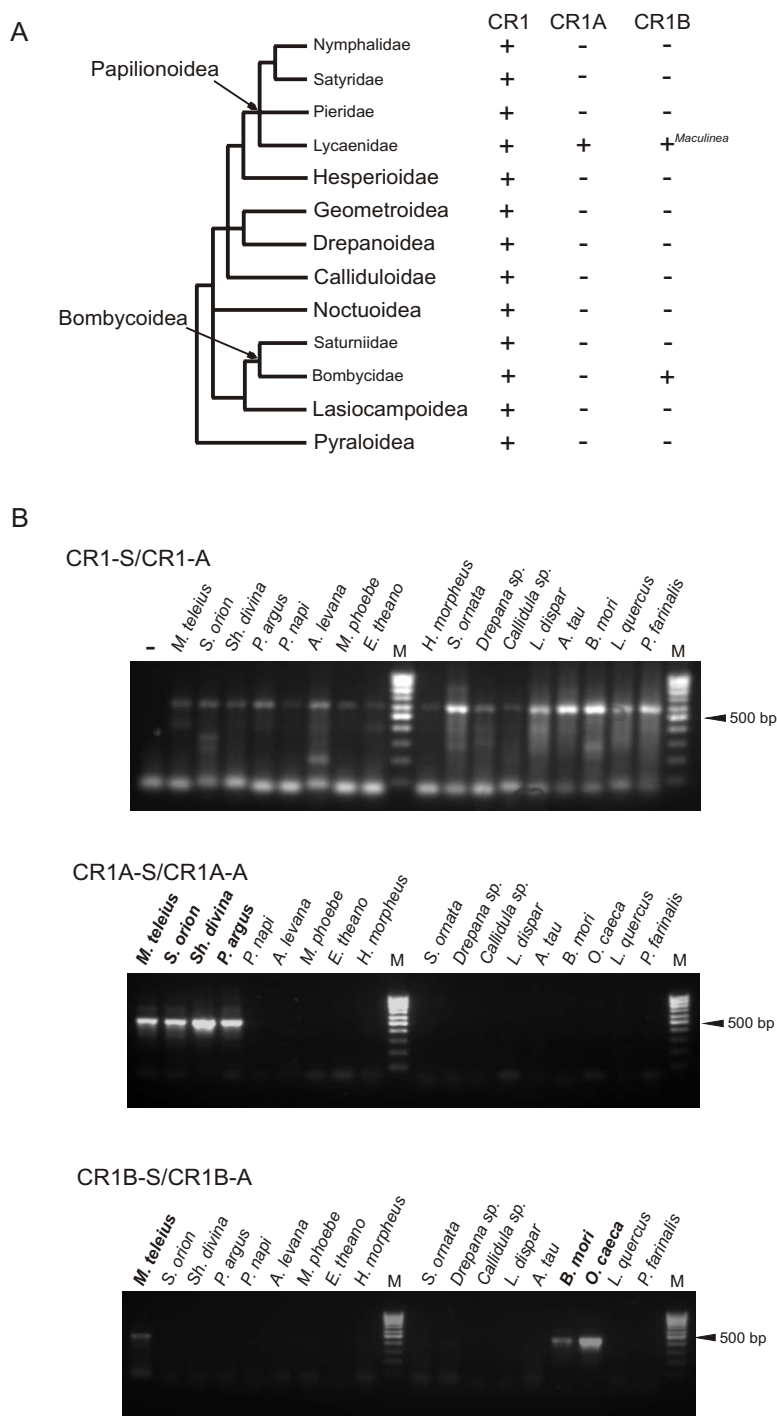 A
CR1 CR1A CR1B
Papilionoidea
Nymphalidae + - -
Satyridae + - -
Pieridae + - -
Lycaenidae + + + Maculinea
Hesperioidae + - -
Geometroidea + - -
Drepanoidea + - -
Calliduloidae + - -
Bombycoidea
Noctuoidea + - -
Saturniidae + - -
Bombycidae + - +
Lasiocampoidea + - -
Pyraloidea + - -
B
CR1-S/CR1-A
- M. teleius S. orion Sh. divina P. argus P. napi A. levana M. phoebe E. theano M H. morpheus S. ornata Drepana sp. Callidula sp. L. dispar A. tau B. mori L. quercus P. farinalis M
500 bp
CR1A-S/CR1A-A
M. teleius S. orion Sh. divina P. argus P. napi A. levana M. phoebe E. theano H. morpheus M S. ornata Drepana sp. Callidula sp. L. dispar A. tau B. mori O. caeca L. quercus P. farinalis M
500 bp
CR1B-S/CR1B-A
M. teleius S. orion Sh. divina P. argus P. napi A. levana M. phoebe E. theano H. morpheus M S. ornata Drepana sp. Callidula sp. L. dispar A. tau B. mori O. caeca L. quercus P. farinalis M
500 bp